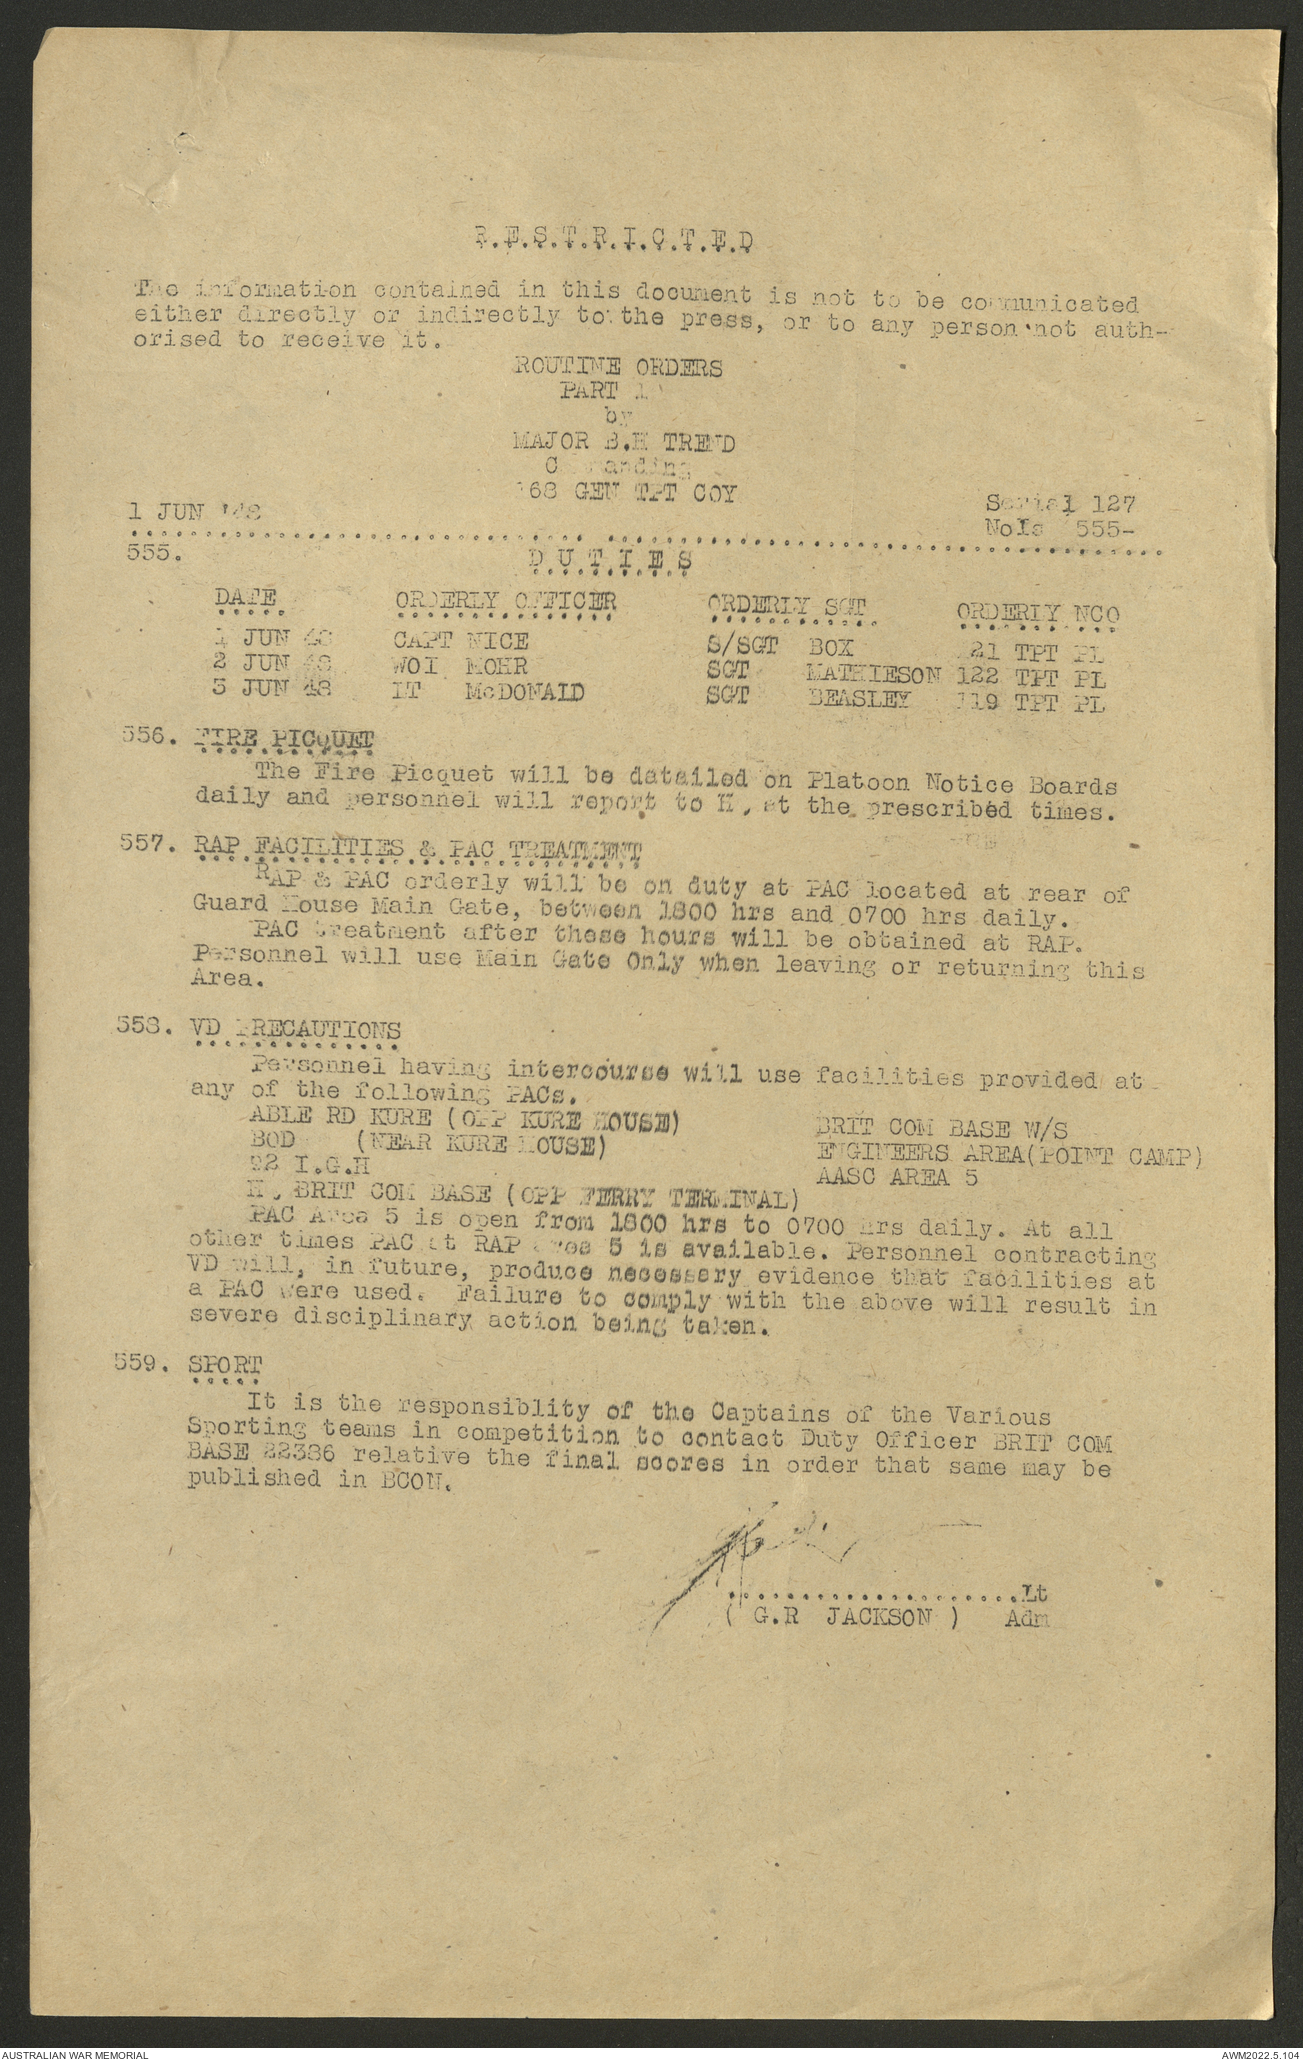 R.E.S.T.R.I.C.T.E.D
The information contained in this document is not to be communicated
either directly or indirectly to the press, or to any person not auth-
orised to receive it.
ROUTINE ORDERS
PART 1
by
MAJOR B.H TREND
Commanding
168 GEN TPT COY
1 JUN '48 Serial 127
NoIs 555-
555. D.U.T.I.E.S
DATE ORDERLY OFFICER ORDERLY SGT ORDERLY NCO
1 JUN 48 CAPT NICE S/SGT BOX 121 TPT PL
2 JUN 48 WOI MOHR SGT MATHIESON 122 TPT PL
3 JUN 48 LT McDONALD SGT BEASLEY 119 TPT PL
556. FIRE PICQUET
The Fire Picquet will be datailed on Platoon Notice Boards
daily and personnel will report to at the prescribed times.
557. RAP FACILITIES & PAC TREATMENT
RAP & PAC orderly will be on duty at PAC located at rear of
Guard House Main Gate, between 1800 hrs and 0700 hrs daily.
PAC treatment after these hours will be obtained at RAP.
Personnel will use Main Gate Only when leaving or returning this
Area.
558. VD PRECAUTIONS
Personnel having intercourse will use facilities provided at
any of the following PACs.
ABLE RD KURE (OPP KURE HOUSE) BRIT COM BASE W/S
BOD (NEAR KURE HOUSE) ENGINEERS AREA(POINT CAMP)
22 I.G.H AASC AREA 5
BRIT COM BASE (OPP FERRY TERMINAL)
PAC Area 5 is open from 1800 hrs to 0700 hrs daily. At all
other times PAC at RAP Area 5 is available. Personnel contracting
VD will, in future, produce necessary evidence that facilities at
a PAC were used. Failure to comply with the above will result in
severe disciplinary action being taken.
559. SPORT
It is the responsiblity of the Captains of the Various
Sporting teams in competition to contact Duty Officer BRIT COM
BASE 22386 relative the final scores in order that same may be
published in BCON.
....................Lt
( G.R JACKSON ) Adm
AUSTRALIAN WAR MEMORIAL AWM2022.5.104